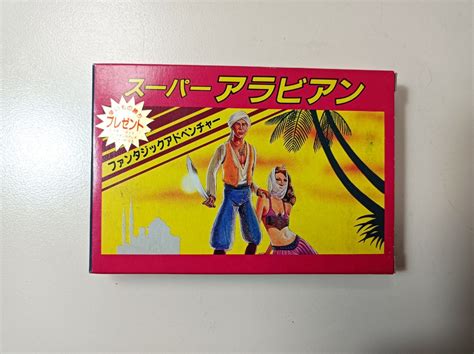 スーパーアラビアン
プレゼント
ファンタジックアドベンチャー